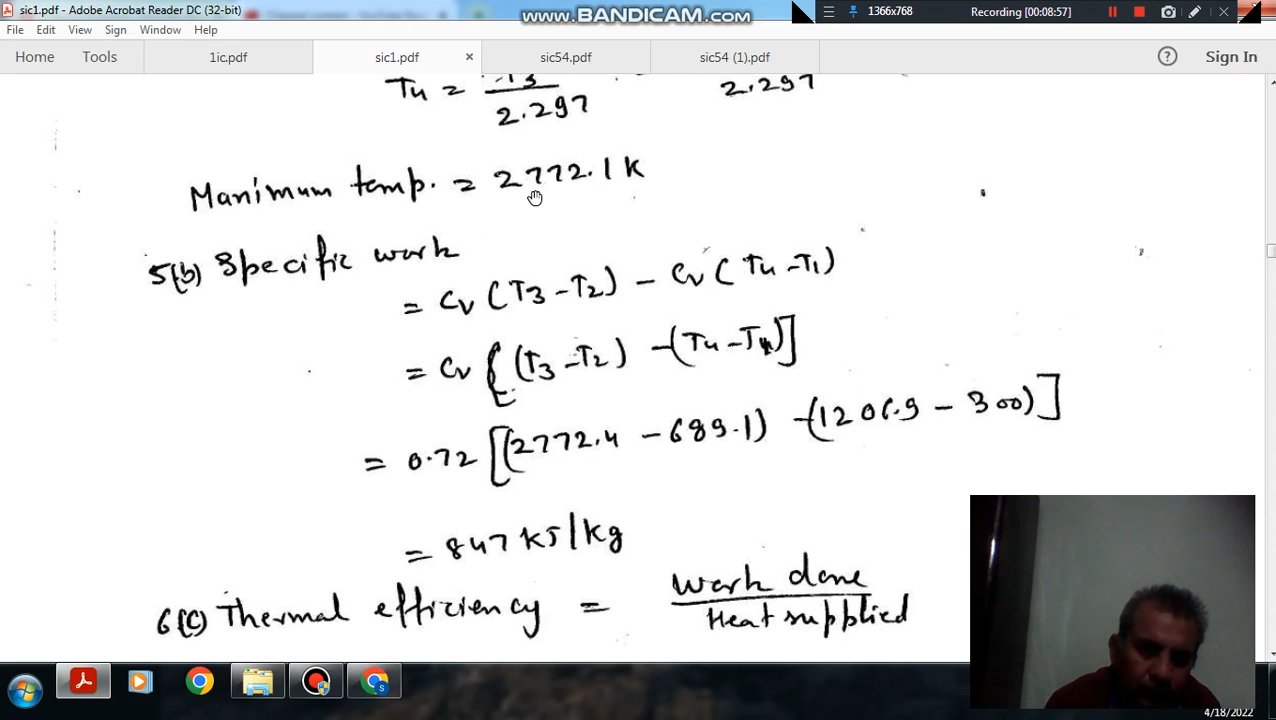 sic1.pdf - Adobe Acrobat Reader DC (32-bit)
www.BANDICAM.com
1366x768
Recording [00:08:57]
File Edit View Sign Window Help
Home Tools 1ic.pdf sic1.pdf × sic54.pdf sic54 (1).pdf ? Sign In
T4 = T3 / 2.297
2.297
Manimum temp. = 2772.1 K
5(b) Specific work
= Cv (T3 - T2) - Cv (T4 - T1)
= Cv [(T3 - T2) - (T4 - T1)]
= 0.72 [(2772.4 - 689.1) - (1206.9 - 300)]
= 847 kJ/kg
6(c) Thermal efficiency = Work done / Heat supplied
4/18/2022